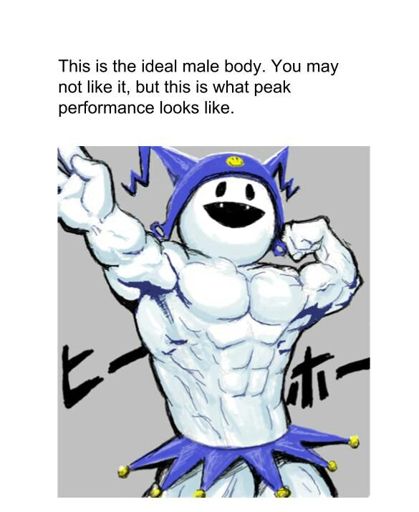 This is the ideal male body. You may
not like it, but this is what peak
performance looks like.
ヒーホー